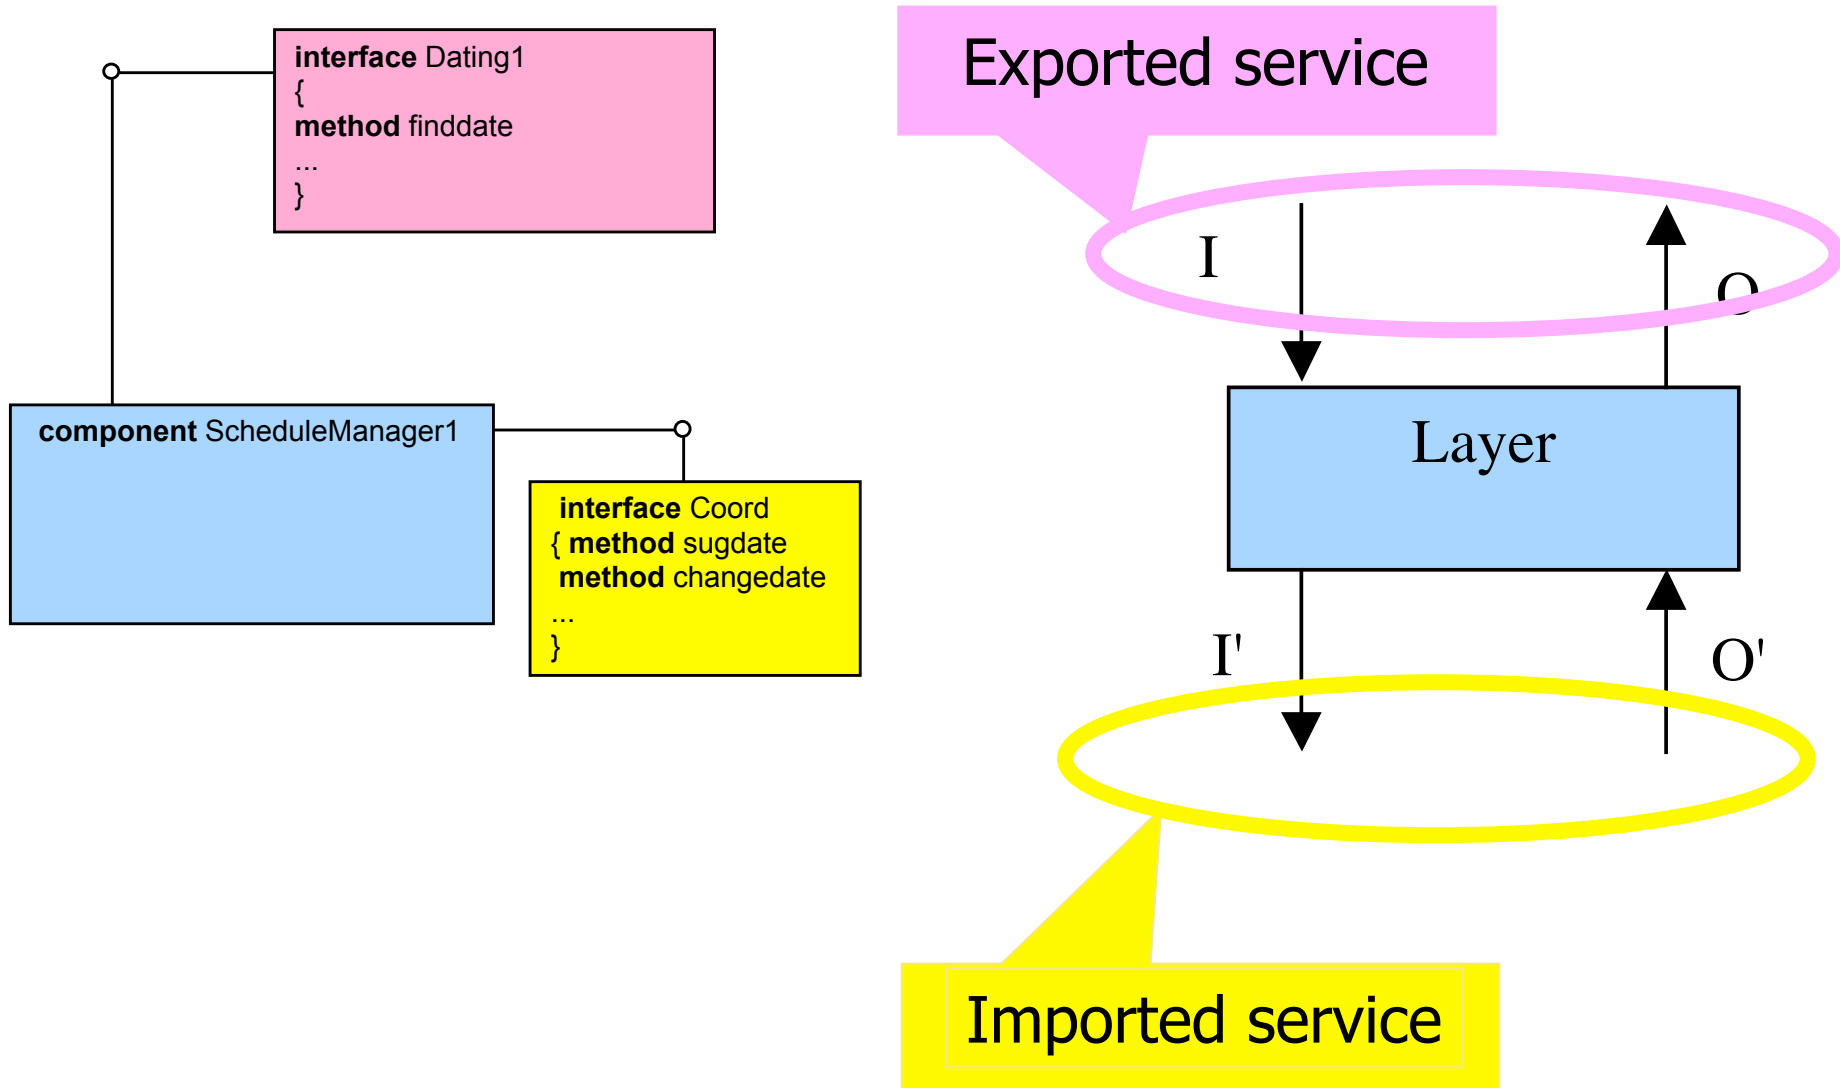 interface Dating1
{
method finddate
...
}
component ScheduleManager1
interface Coord
{ method sugdate
method changedate
...
}
Exported service
I
O
Layer
I'
O'
Imported service